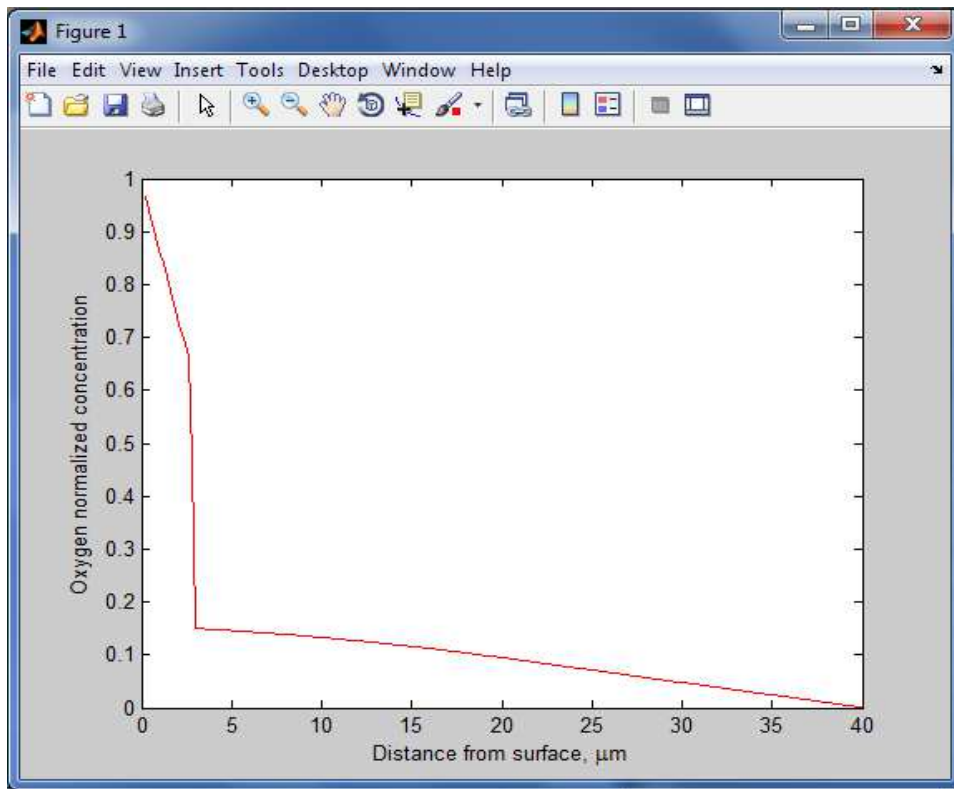 Figure 1
File Edit View Insert Tools Desktop Window Help
1
0.9
0.8
0.7
0.6
0.5
0.4
0.3
0.2
0.1
0
Oxygen normalized concentration
0 5 10 15 20 25 30 35 40
Distance from surface, μm